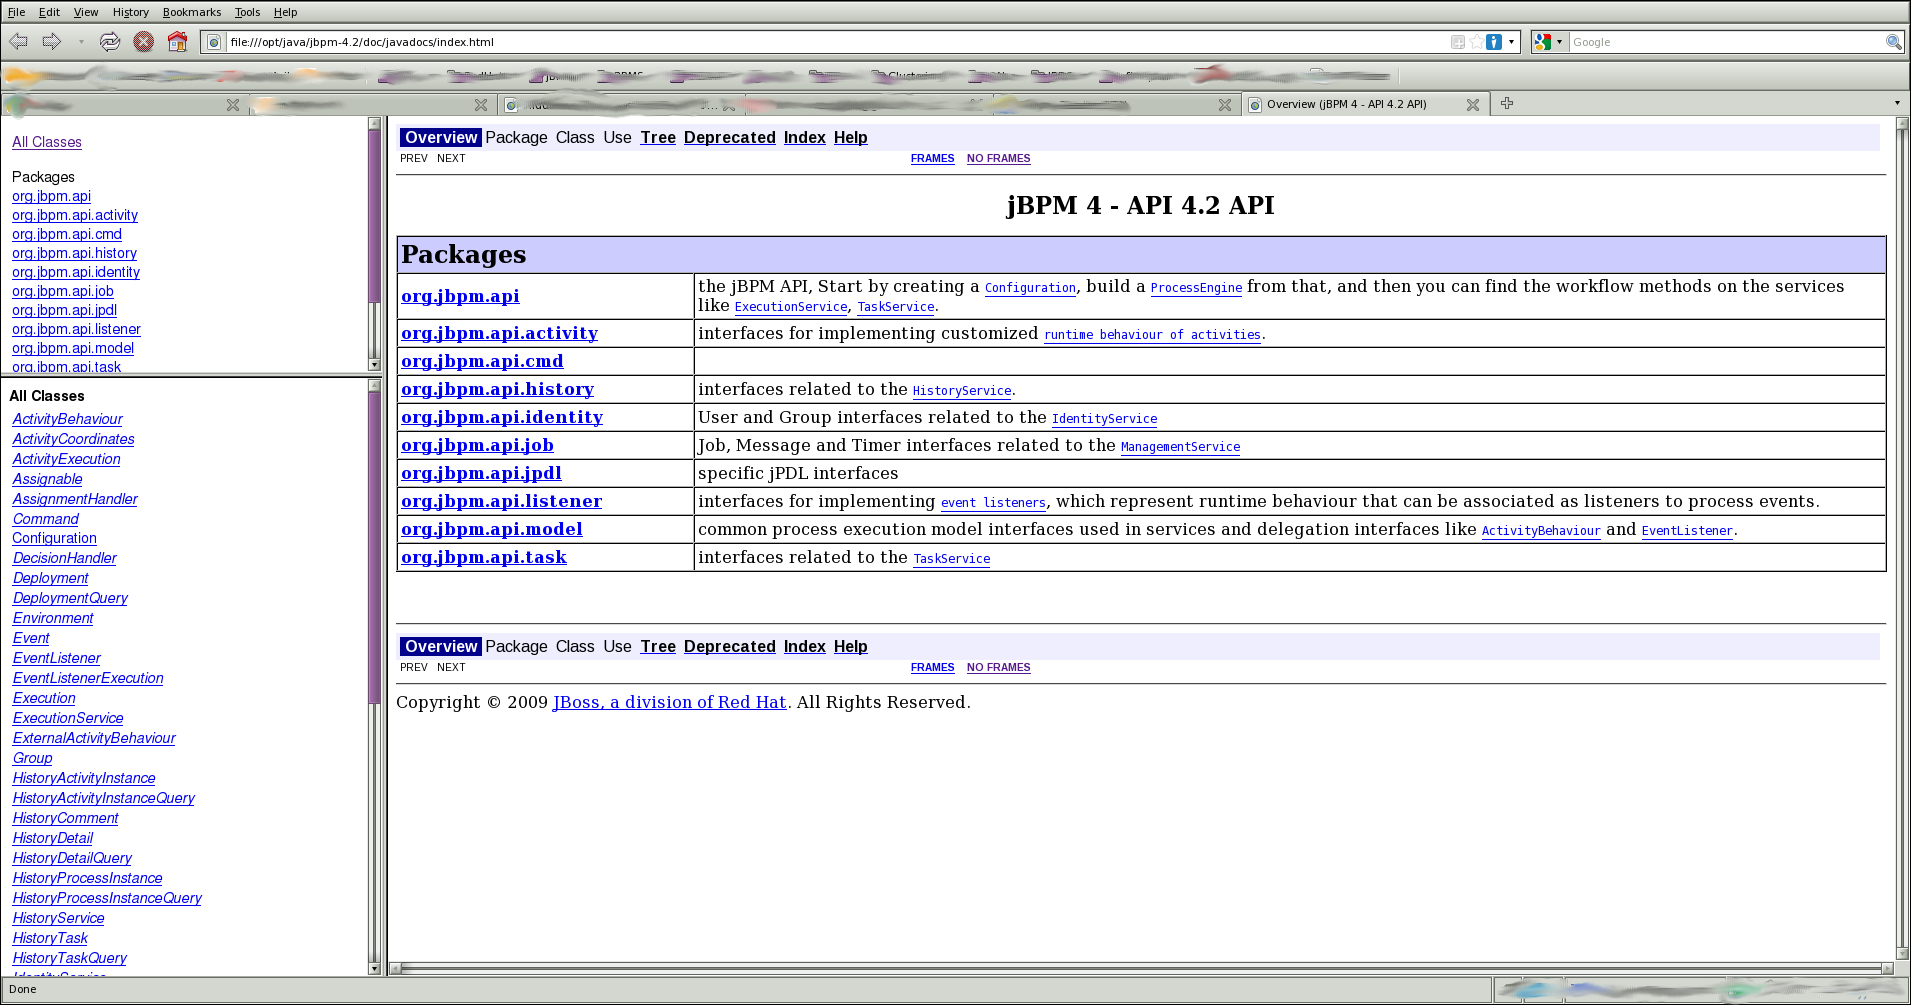 File Edit View History Bookmarks Tools Help
file:///opt/java/jbpm-4.2/doc/javadocs/index.html
Google
Overview (jBPM 4 - API 4.2 API)
All Classes
Packages
org.jbpm.api
org.jbpm.api.activity
org.jbpm.api.cmd
org.jbpm.api.history
org.jbpm.api.identity
org.jbpm.api.job
org.jbpm.api.jpdl
org.jbpm.api.listener
org.jbpm.api.model
org.jbpm.api.task
All Classes
ActivityBehaviour
ActivityCoordinates
ActivityExecution
Assignable
AssignmentHandler
Command
Configuration
DecisionHandler
Deployment
DeploymentQuery
Environment
Event
EventListener
EventListenerExecution
Execution
ExecutionService
ExternalActivityBehaviour
Group
HistoryActivityInstance
HistoryActivityInstanceQuery
HistoryComment
HistoryDetail
HistoryDetailQuery
HistoryProcessInstance
HistoryProcessInstanceQuery
HistoryService
HistoryTask
HistoryTaskQuery
IdentityService
Overview Package Class Use Tree Deprecated Index Help
PREV NEXT FRAMES NO FRAMES
jBPM 4 - API 4.2 API
Packages
org.jbpm.api the jBPM API, Start by creating a Configuration, build a ProcessEngine from that, and then you can find the workflow methods on the services
like ExecutionService, TaskService.
org.jbpm.api.activity interfaces for implementing customized runtime behaviour of activities.
org.jbpm.api.cmd
org.jbpm.api.history interfaces related to the HistoryService.
org.jbpm.api.identity User and Group interfaces related to the IdentityService
org.jbpm.api.job Job, Message and Timer interfaces related to the ManagementService
org.jbpm.api.jpdl specific jPDL interfaces
org.jbpm.api.listener interfaces for implementing event listeners, which represent runtime behaviour that can be associated as listeners to process events.
org.jbpm.api.model common process execution model interfaces used in services and delegation interfaces like ActivityBehaviour and EventListener.
org.jbpm.api.task interfaces related to the TaskService
Overview Package Class Use Tree Deprecated Index Help
PREV NEXT FRAMES NO FRAMES
Copyright © 2009 JBoss, a division of Red Hat. All Rights Reserved.
Done